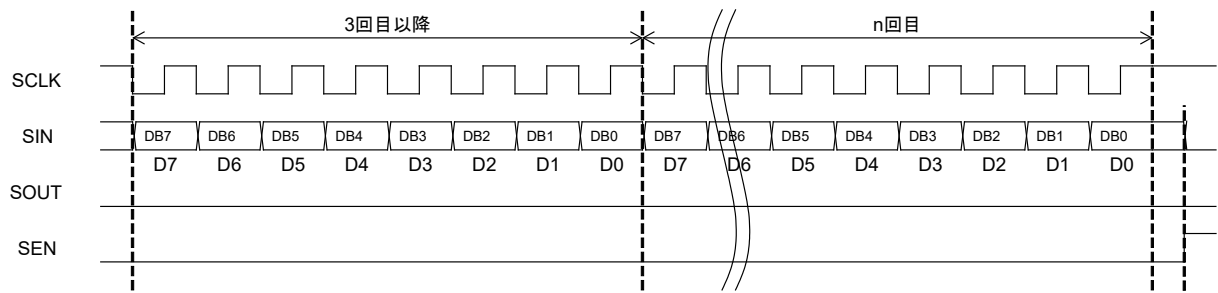 3回目以降 n回目
SCLK
SIN DB7 DB6 DB5 DB4 DB3 DB2 DB1 DB0 DB7 DB6 DB5 DB4 DB3 DB2 DB1 DB0
D7 D6 D5 D4 D3 D2 D1 D0 D7 D6 D5 D4 D3 D2 D1 D0
SOUT
SEN